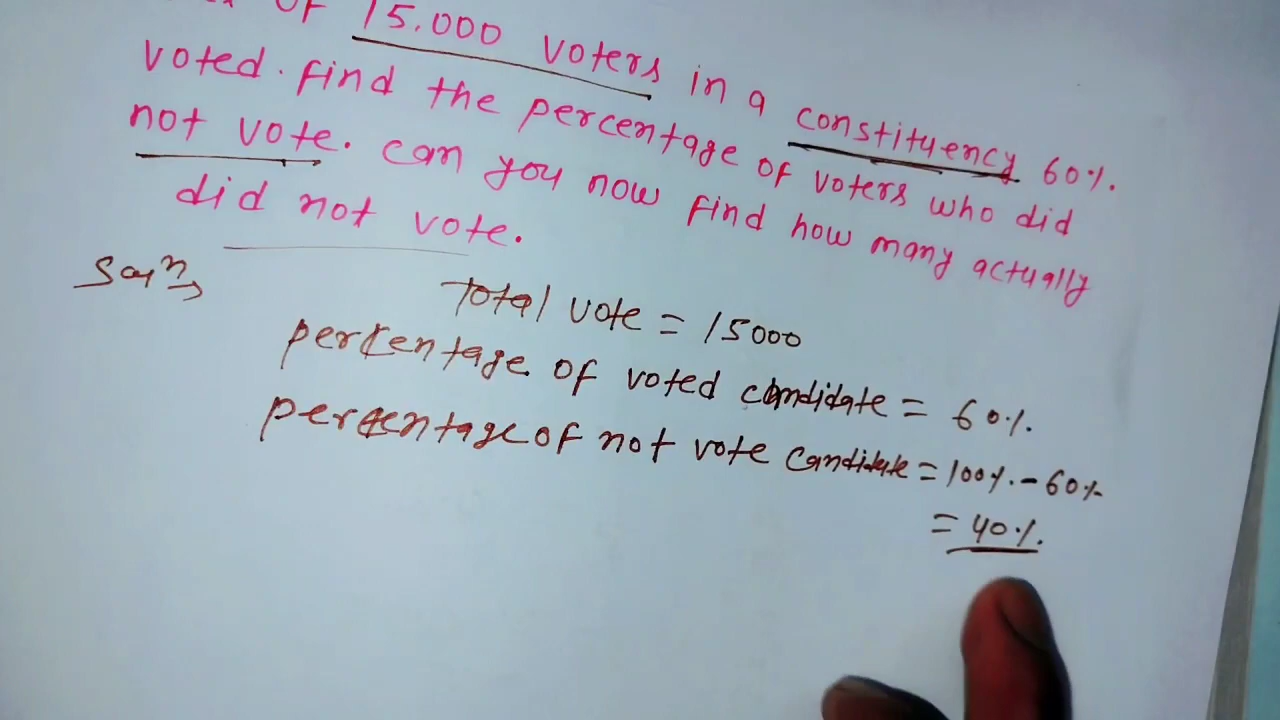 of 15.000 voters in a constituency 60%.
voted. find the percentage of voters who did
not vote. can you now find how many actually
did not vote.
Total vote = 15000
percentage of voted candidate = 60%.
percentage of not vote candidate = 100%. - 60%
= 40%.